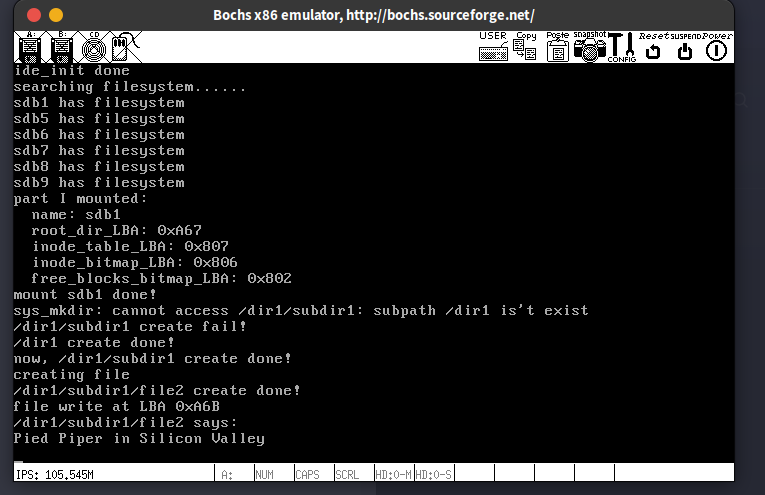 Bochs x86 emulator, http://bochs.sourceforge.net/
A: B: CD USER Copy Paste snapshot CONFIG Reset SUSPEND Power
ide_init done
searching filesystem......
sdb1 has filesystem
sdb5 has filesystem
sdb6 has filesystem
sdb7 has filesystem
sdb8 has filesystem
sdb9 has filesystem
part I mounted:
name: sdb1
root_dir_LBA: 0xA67
inode_table_LBA: 0x807
inode_bitmap_LBA: 0x806
free_blocks_bitmap_LBA: 0x802
mount sdb1 done!
sys_mkdir: cannot access /dir1/subdir1: subpath /dir1 is't exist
/dir1/subdir1 create fail!
/dir1 create done!
now, /dir1/subdir1 create done!
creating file
/dir1/subdir1/file2 create done!
file write at LBA 0xA6B
/dir1/subdir1/file2 says:
Pied Piper in Silicon Valley
_
IPS: 105.545M A: NUM CAPS SCRL HD:0-M HD:0-S